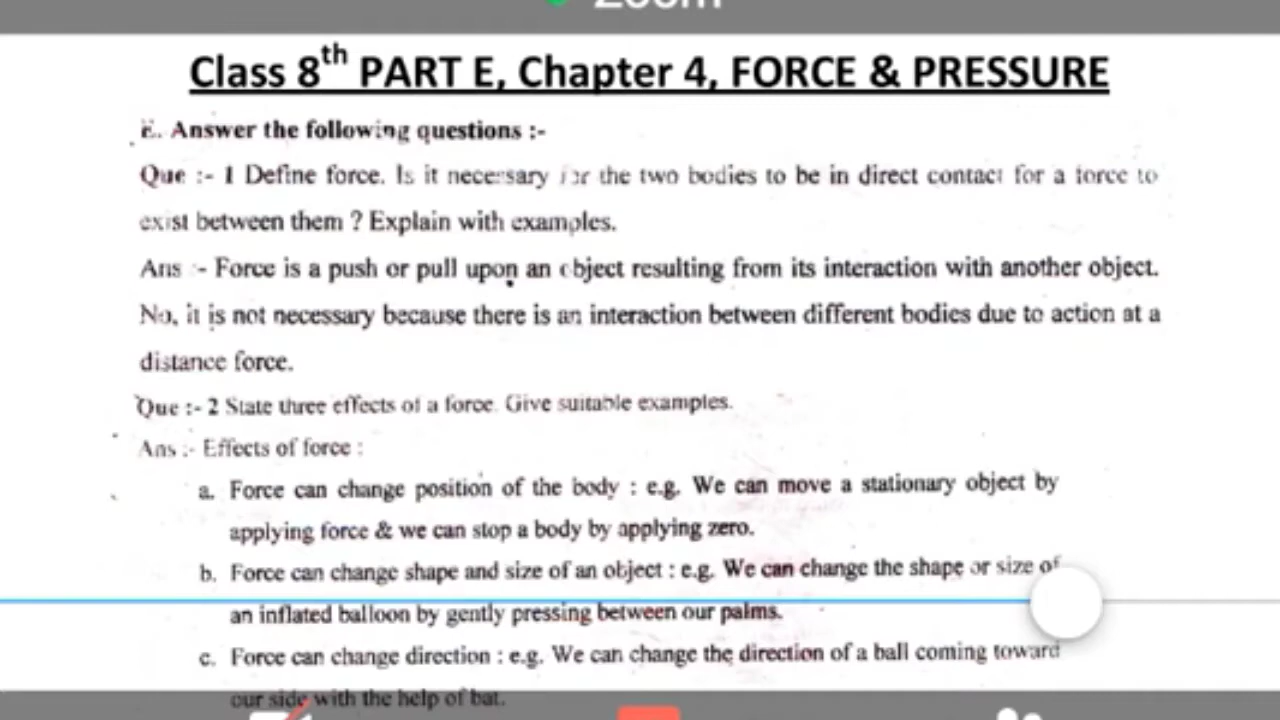 zoom
Class 8th PART E, Chapter 4, FORCE & PRESSURE
E. Answer the following questions :-
Que :- 1 Define force. Is it necessary for the two bodies to be in direct contact for a force to
exist between them ? Explain with examples.
Ans :- Force is a push or pull upon an object resulting from its interaction with another object.
No, it is not necessary because there is an interaction between different bodies due to action at a
distance force.
Que :- 2 State three effects of a force. Give suitable examples.
Ans :- Effects of force :
a. Force can change position of the body : e.g. We can move a stationary object by
applying force & we can stop a body by applying zero.
b. Force can change shape and size of an object : e.g. We can change the shape or size of
an inflated balloon by gently pressing between our palms.
c. Force can change direction : e.g. We can change the direction of a ball coming toward
our side with the help of bat.